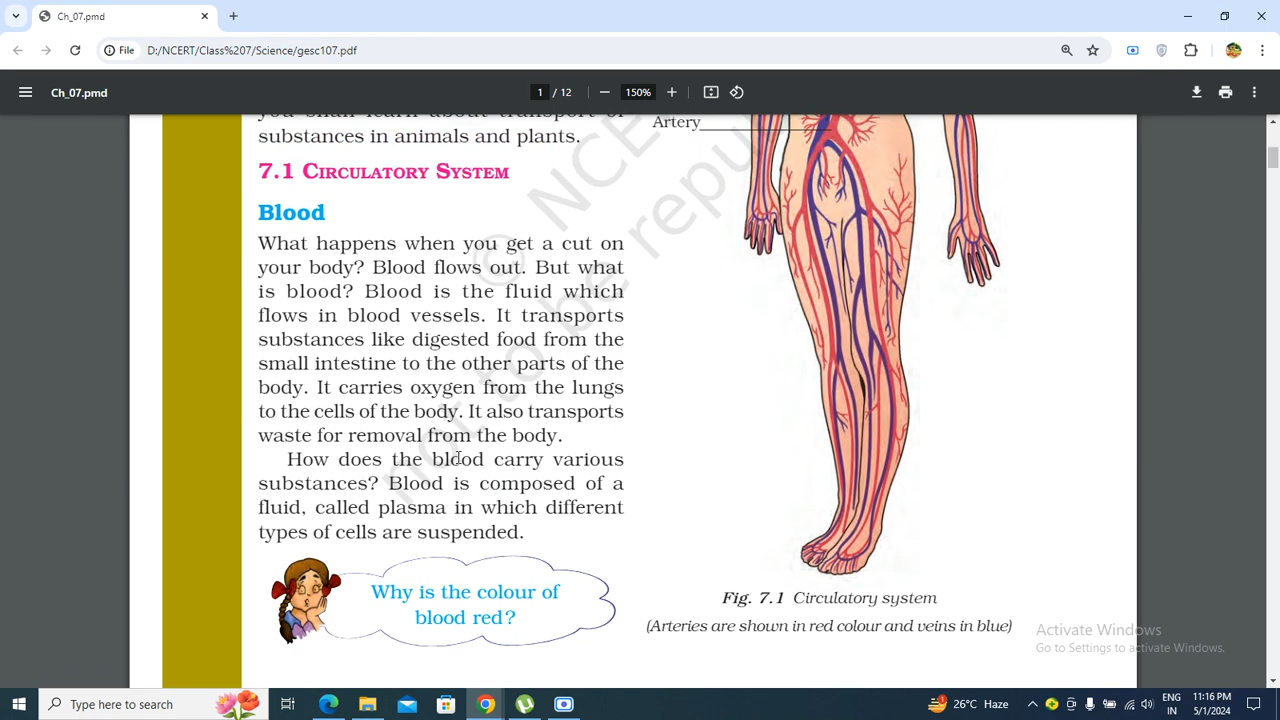 Ch_07.pmd
File
D:/NCERT/Class%207/Science/gesc107.pdf
Ch_07.pmd
1 / 12
150%
substances in animals and plants.
7.1 CIRCULATORY SYSTEM
Blood
What happens when you get a cut on
your body? Blood flows out. But what
is blood? Blood is the fluid which
flows in blood vessels. It transports
substances like digested food from the
small intestine to the other parts of the
body. It carries oxygen from the lungs
to the cells of the body. It also transports
waste for removal from the body.
How does the blood carry various
substances? Blood is composed of a
fluid, called plasma in which different
types of cells are suspended.
Why is the colour of
blood red?
Artery
Fig. 7.1 Circulatory system
(Arteries are shown in red colour and veins in blue)
not to be
Activate Windows
Go to Settings to activate Windows.
Type here to search
26°C Haze
ENG
IN
11:16 PM
5/1/2024